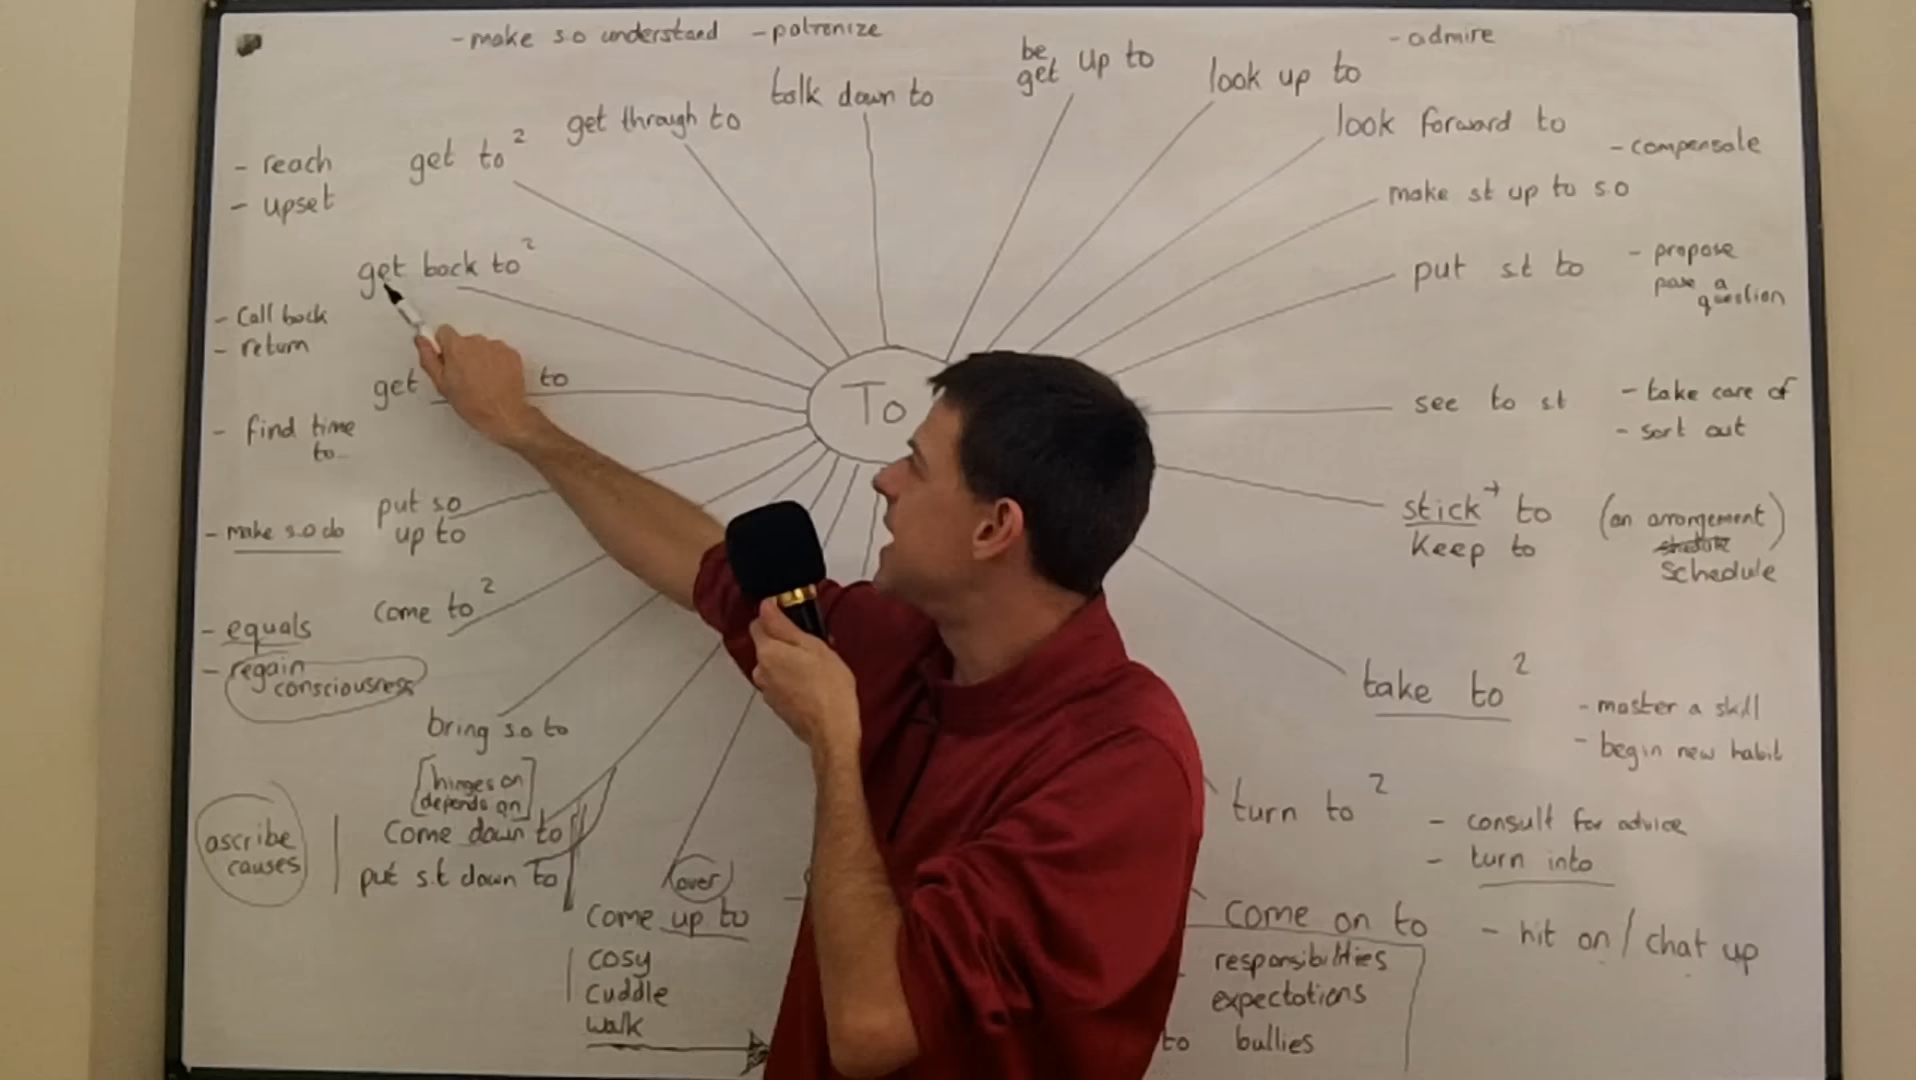 - make s.o understand
- patronize
- admire
be
get up to
look up to
talk down to
get through to
look forward to
- compensate
- reach
- upset
get to 2
make st up to s.o
get back to 2
put s.t to
- propose
pose a
question
- call back
- return
get to
To
see to st
- take care of
- sort out
- find time
to...
put s.o
up to
- make s.o do
stick → to
keep to
(an arrangement)
schedule
come to 2
- equals
- regain
consciousness
take to 2
- master a skill
- begin new habit
bring s.o to
[hinges on
depends on]
come down to
put s.t down to
ascribe
causes
turn to 2
- consult for advice
- turn into
over
come up to
cosy
cuddle
walk
come on to
- hit on / chat up
responsibilities
expectations
to bullies